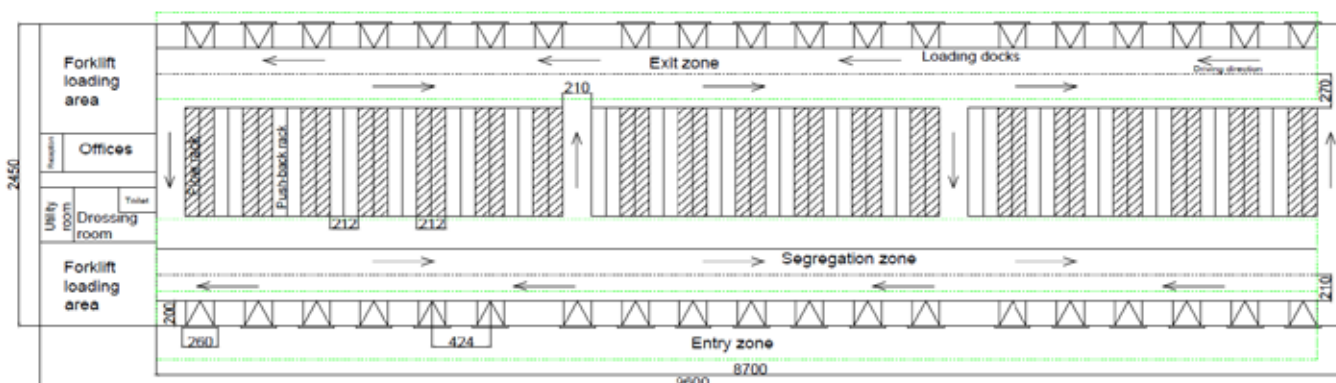 Forklift
loading
area
Exit zone
Loading docks
Driving direction
210
270
2450
Reception
Offices
Flow rack
Push-back rack
Utility
room
Toilet
Dressing
room
212
212
Forklift
loading
area
Segregation zone
210
200
260
424
Entry zone
8700
9600